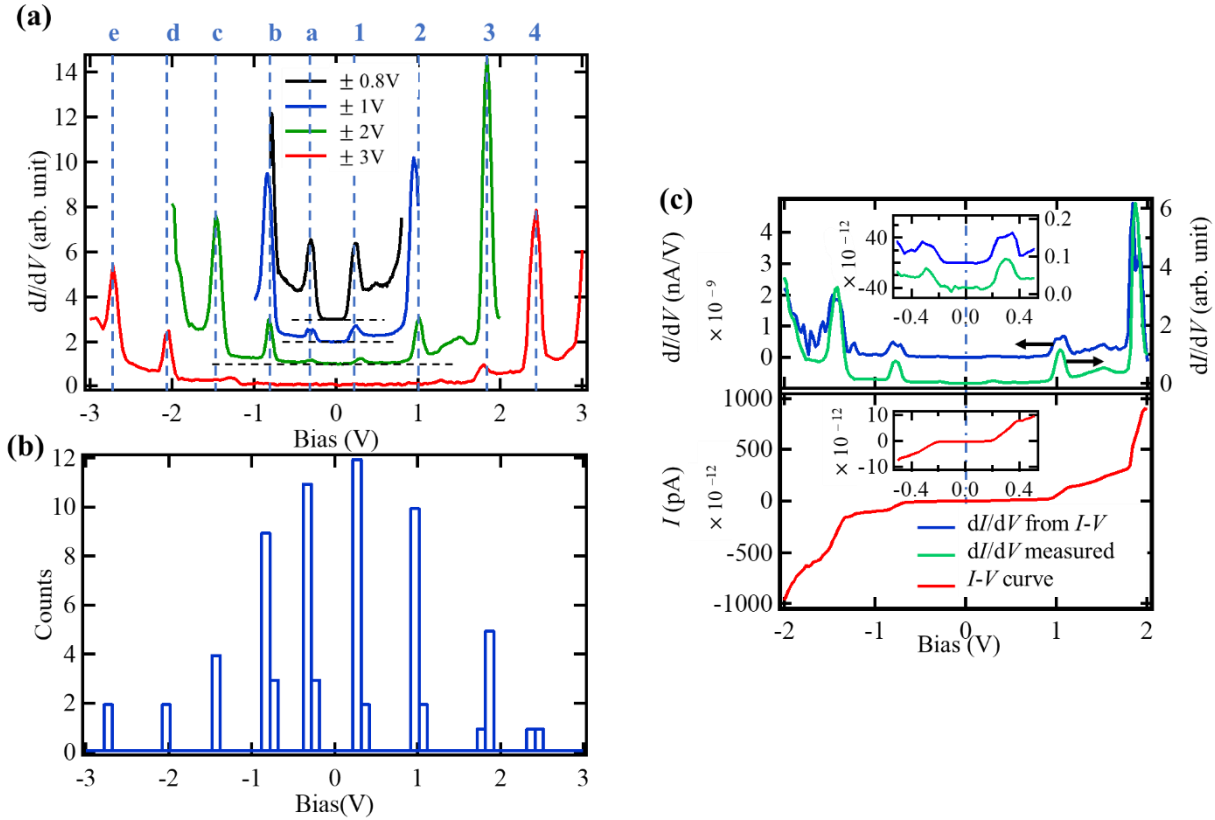 (a)
e d c b a 1 2 3 4
14
12
10
8
6
4
2
0
dI/dV (arb. unit)
± 0.8V
± 1V
± 2V
± 3V
-3 -2 -1 0 1 2 3
Bias (V)
(b)
12
10
8
6
4
2
0
Counts
-3 -2 -1 0 1 2 3
Bias(V)
(c)
dI/dV (nA/V)
× 10⁻⁹
4
3
2
1
0
× 10⁻¹²
40
0
-40
0.2
0.1
0.0
-0.4 0.0 0.4
6
4
2
0
dI/dV (arb. unit)
I (pA)
× 10⁻¹²
1000
500
0
-500
-1000
× 10⁻¹²
10
0
-10
-0.4 0.0 0.4
dI/dV from I-V
dI/dV measured
I-V curve
-2 -1 0 1 2
Bias (V)